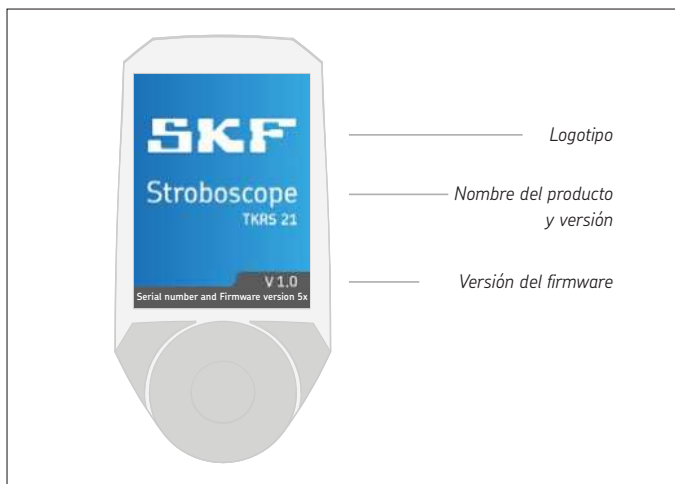 SKF
Logotipo
Stroboscope
TKRS 21
Nombre del producto
y versión
V 1.0
Versión del firmware
Serial number and Firmware version 5x